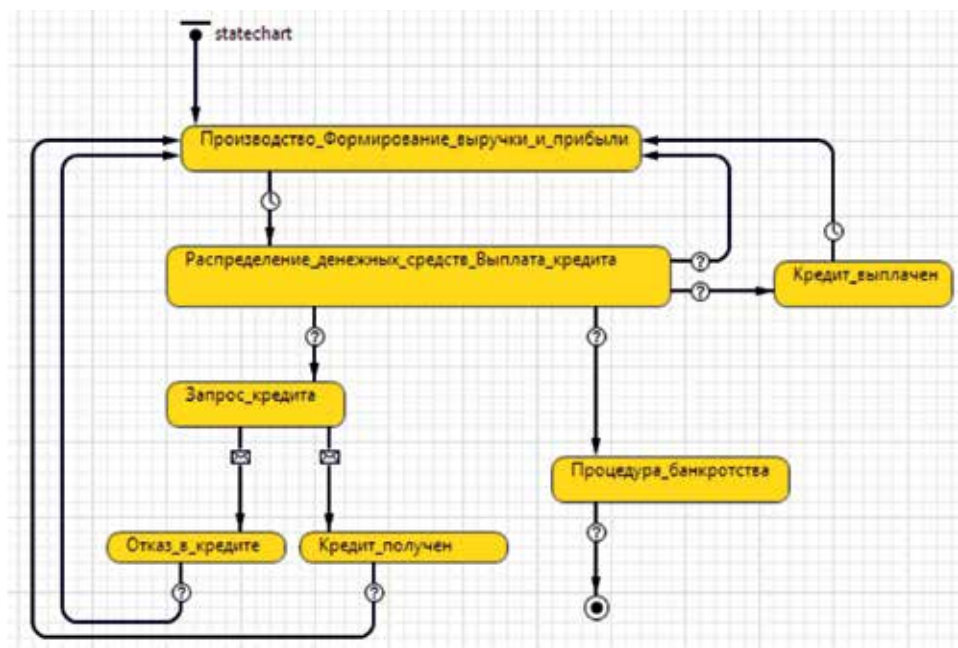 statechart
Производство_Формирование_выручки_и_прибыли
Распределение_денежных_средств_Выплата_кредита
Кредит_выплачен
Запрос_кредита
Процедура_банкротства
Отказ_в_кредите
Кредит_получен